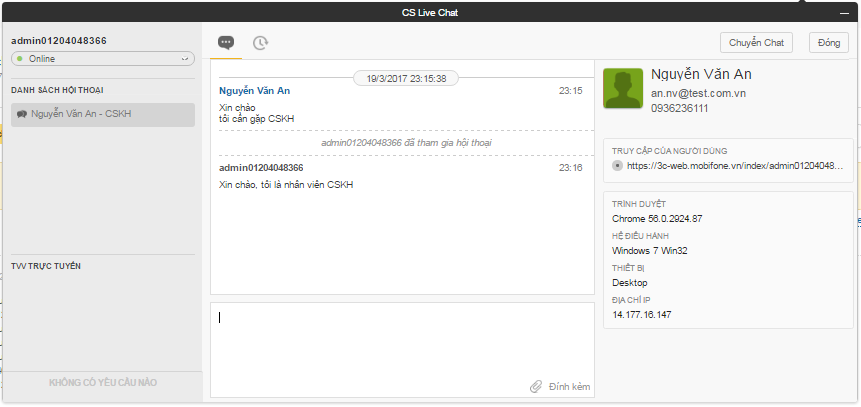 CS Live Chat
admin01204048366
Online
DANH SÁCH HỘI THOẠI
Nguyễn Văn An - CSKH
TVV TRỰC TUYẾN
KHÔNG CÓ YÊU CẦU NÀO
Chuyển Chat
Đóng
19/3/2017 23:15:38
Nguyễn Văn An 23:15
Xin chào
tôi cần gặp CSKH
admin01204048366 đã tham gia hội thoại
admin01204048366 23:16
Xin chào, tôi là nhân viên CSKH
Đính kèm
Nguyễn Văn An
an.nv@test.com.vn
0936236111
TRUY CẬP CỦA NGƯỜI DÙNG
https://3c-web.mobifone.vn/index/admin01204048...
TRÌNH DUYỆT
Chrome 56.0.2924.87
HỆ ĐIỀU HÀNH
Windows 7 Win32
THIẾT BỊ
Desktop
ĐỊA CHỈ IP
14.177.16.147